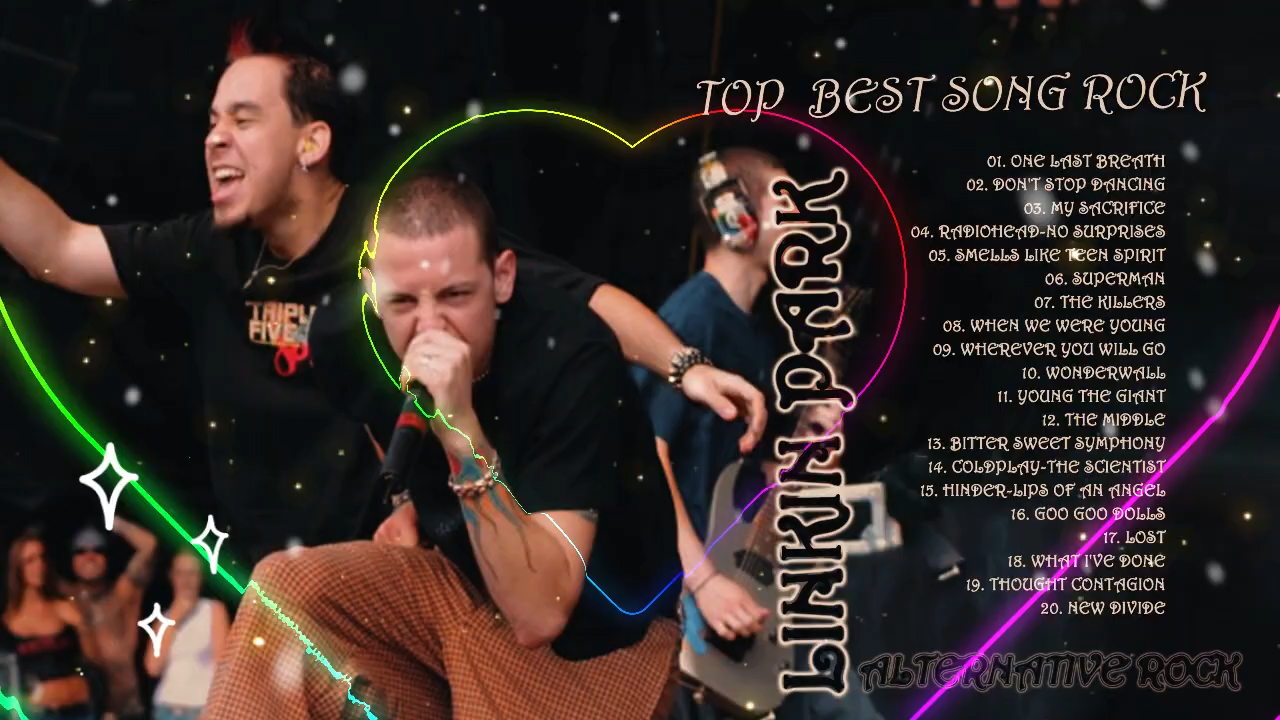 TOP BEST SONG ROCK
01. ONE LAST BREATH
02. DON'T STOP DANCING
03. MY SACRIFICE
04. RADIOHEAD-NO SURPRISES
05. SMELLS LIKE TEEN SPIRIT
06. SUPERMAN
07. THE KILLERS
08. WHEN WE WERE YOUNG
09. WHEREVER YOU WILL GO
10. WONDERWALL
11. YOUNG THE GIANT
12. THE MIDDLE
13. BITTER SWEET SYMPHONY
14. COLDPLAY-THE SCIENTIST
15. HINDER-LIPS OF AN ANGEL
16. GOO GOO DOLLS
17. LOST
18. WHAT I'VE DONE
19. THOUGHT CONTAGION
20. NEW DIVIDE
LINKIN PARK
ALTERNATIVE ROCK
TRIPLE
FIVE